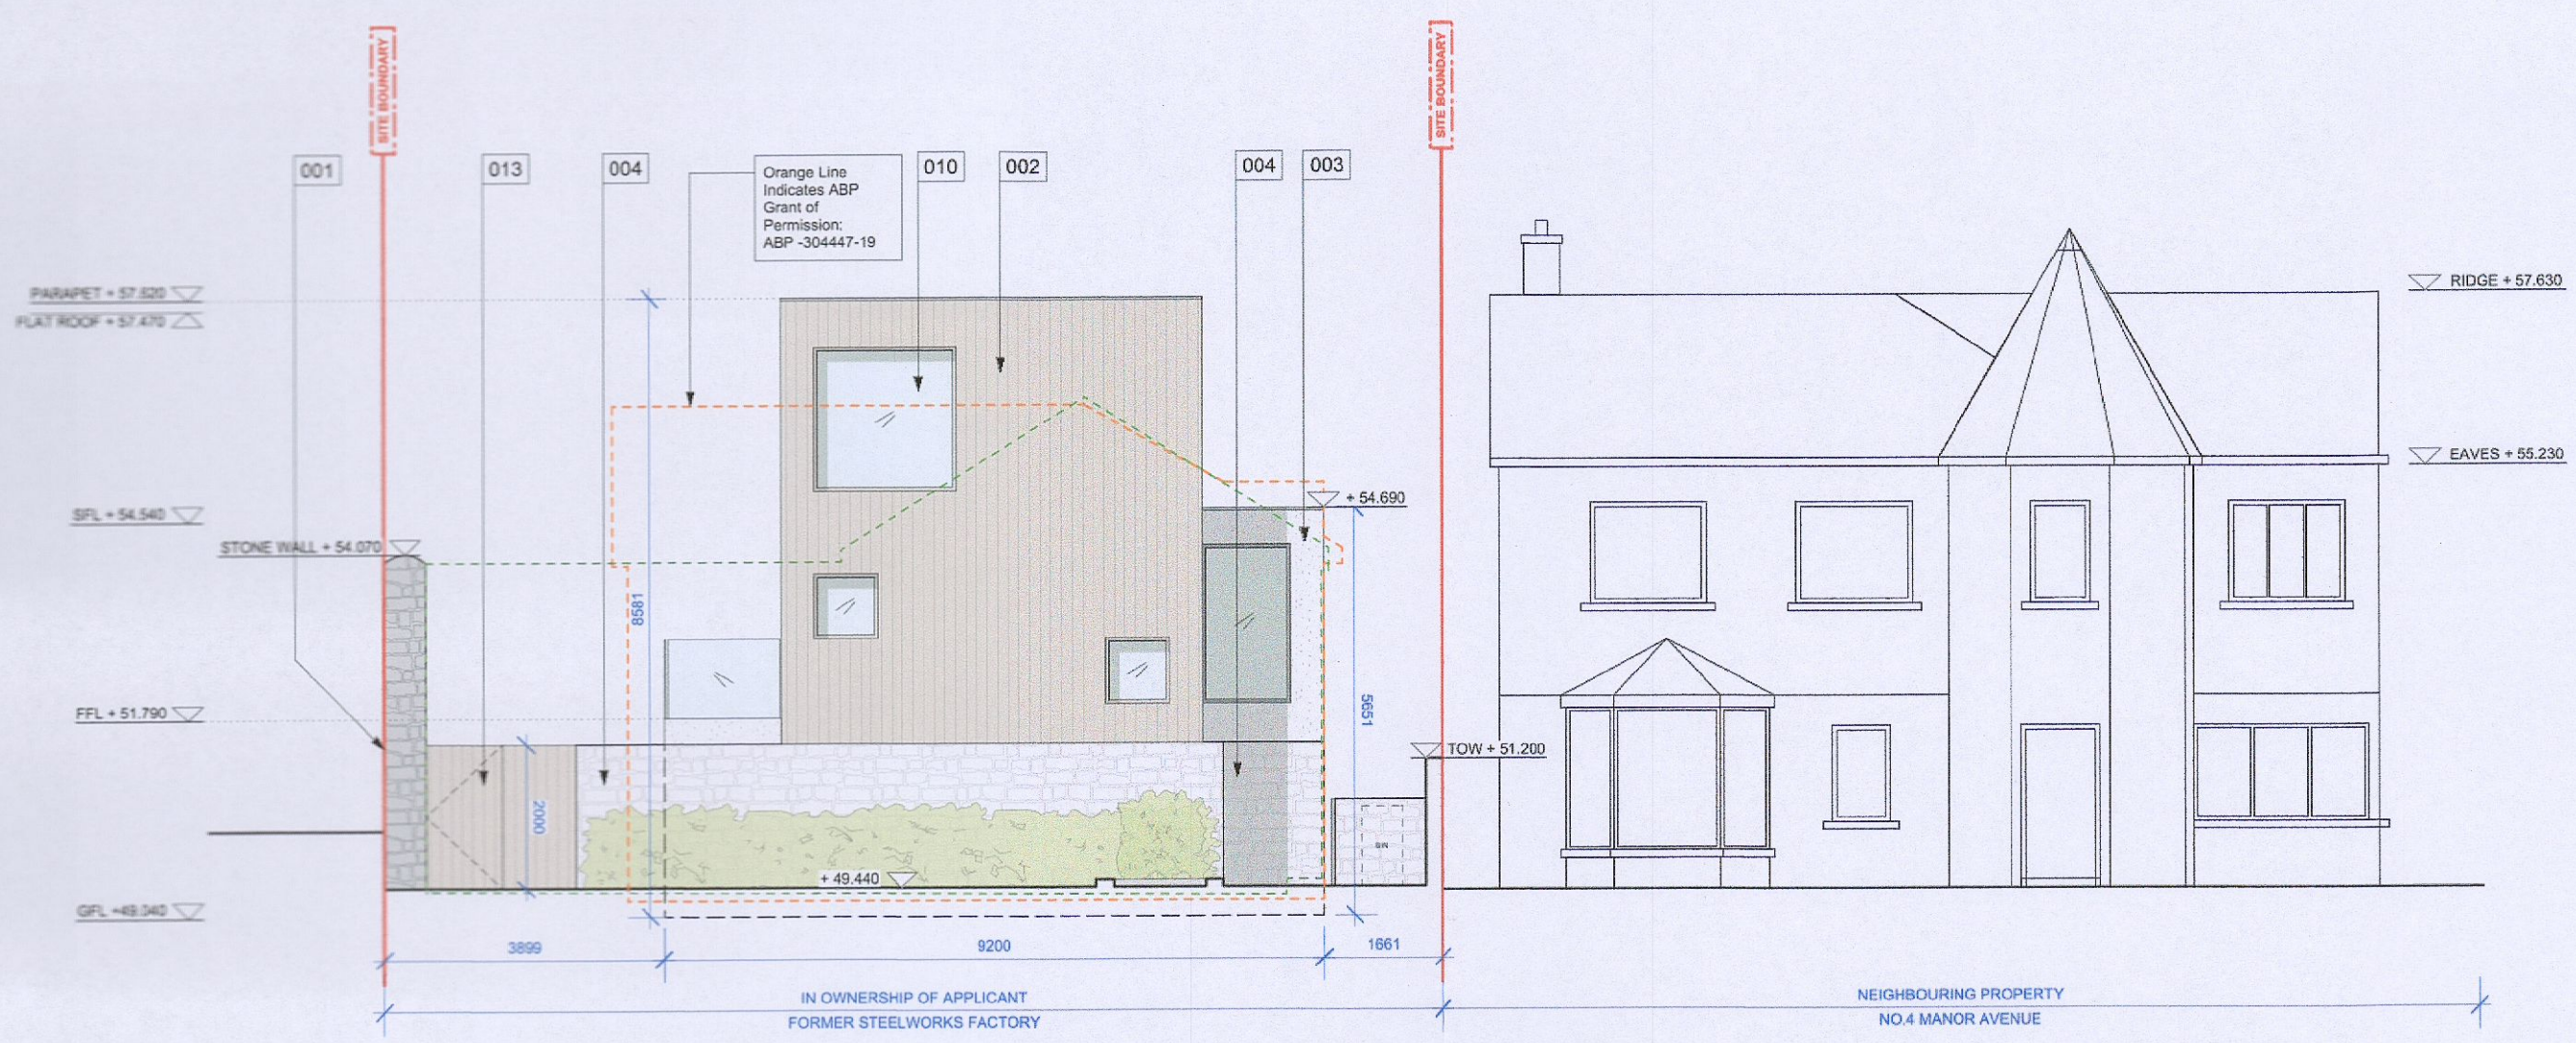 SITE BOUNDARY
SITE BOUNDARY
001
013
004
Orange Line
Indicates ABP
Grant of
Permission:
ABP -304447-19
010
002
004
003
PARAPET + 57.520
FLAT ROOF + 57.470
RIDGE + 57.630
EAVES + 55.230
+ 54.690
SFL + 54.540
STONE WALL + 54.070
8581
5651
FFL + 51.790
TOW + 51.200
2000
+ 49.440
GFL +49.040
3899
9200
1661
IN OWNERSHIP OF APPLICANT
FORMER STEELWORKS FACTORY
NEIGHBOURING PROPERTY
NO.4 MANOR AVENUE